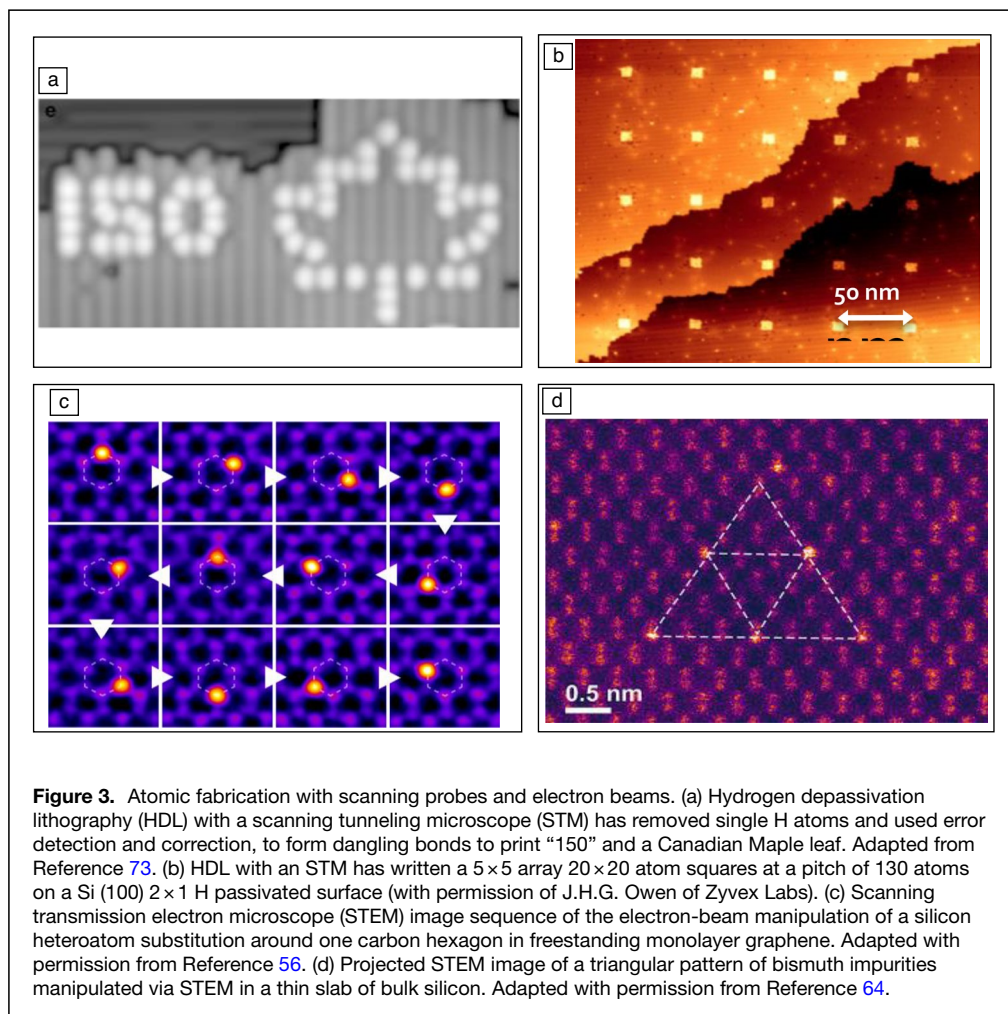 a
b
e
150
50 nm
c
d
0.5 nm
Figure 3. Atomic fabrication with scanning probes and electron beams. (a) Hydrogen depassivation
lithography (HDL) with a scanning tunneling microscope (STM) has removed single H atoms and used error
detection and correction, to form dangling bonds to print “150” and a Canadian Maple leaf. Adapted from
Reference 73. (b) HDL with an STM has written a 5 × 5 array 20 × 20 atom squares at a pitch of 130 atoms
on a Si (100) 2 × 1 H passivated surface (with permission of J.H.G. Owen of Zyvex Labs). (c) Scanning
transmission electron microscope (STEM) image sequence of the electron-beam manipulation of a silicon
heteroatom substitution around one carbon hexagon in freestanding monolayer graphene. Adapted with
permission from Reference 56. (d) Projected STEM image of a triangular pattern of bismuth impurities
manipulated via STEM in a thin slab of bulk silicon. Adapted with permission from Reference 64.